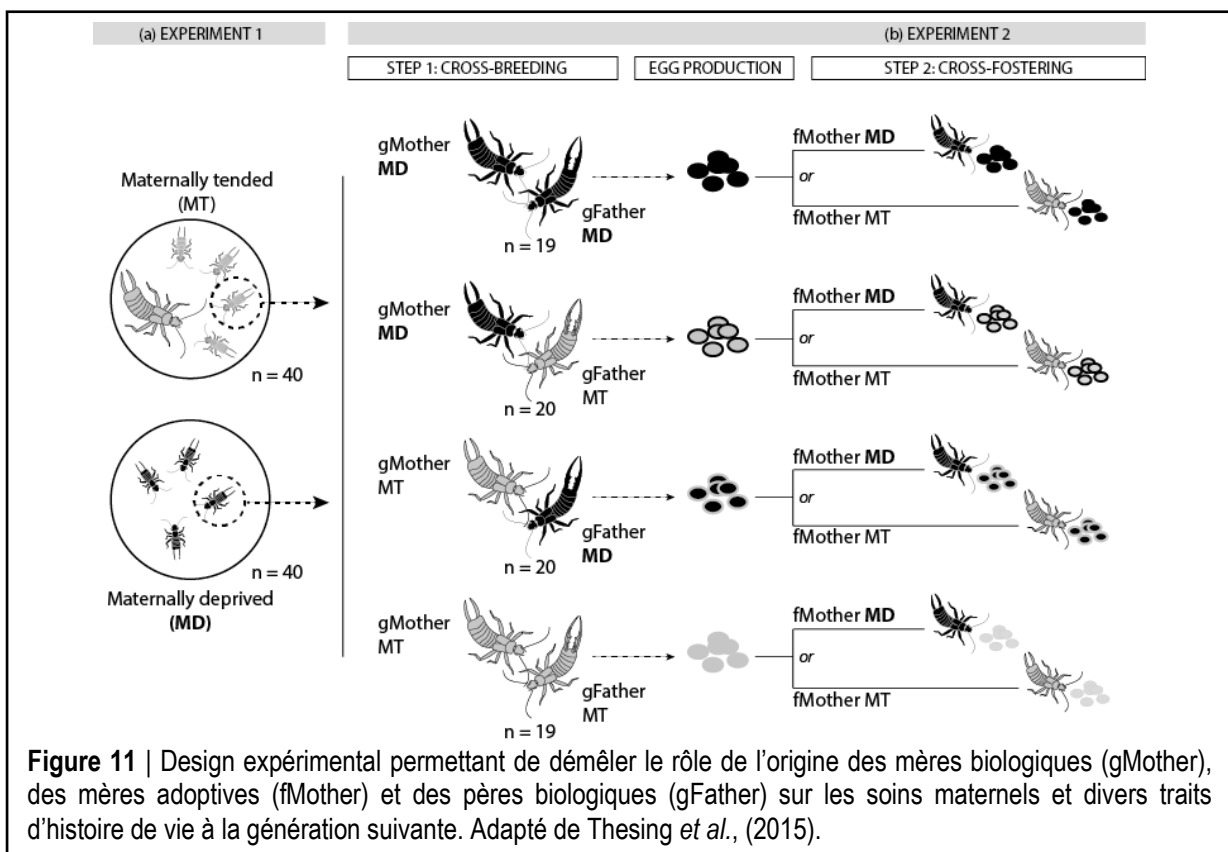 (a) EXPERIMENT 1
(b) EXPERIMENT 2
STEP 1: CROSS-BREEDING
EGG PRODUCTION
STEP 2: CROSS-FOSTERING
Maternally tended
(MT)
n = 40
n = 40
Maternally deprived
(MD)
gMother
MD
gFather
MD
n = 19
fMother MD
or
fMother MT
gMother
MD
gFather
MT
n = 20
fMother MD
or
fMother MT
gMother
MT
gFather
MD
n = 20
fMother MD
or
fMother MT
gMother
MT
gFather
MT
n = 19
fMother MD
or
fMother MT
Figure 11 | Design expérimental permettant de démêler le rôle de l'origine des mères biologiques (gMother),
des mères adoptives (fMother) et des pères biologiques (gFather) sur les soins maternels et divers traits
d'histoire de vie à la génération suivante. Adapté de Thesing et al., (2015).